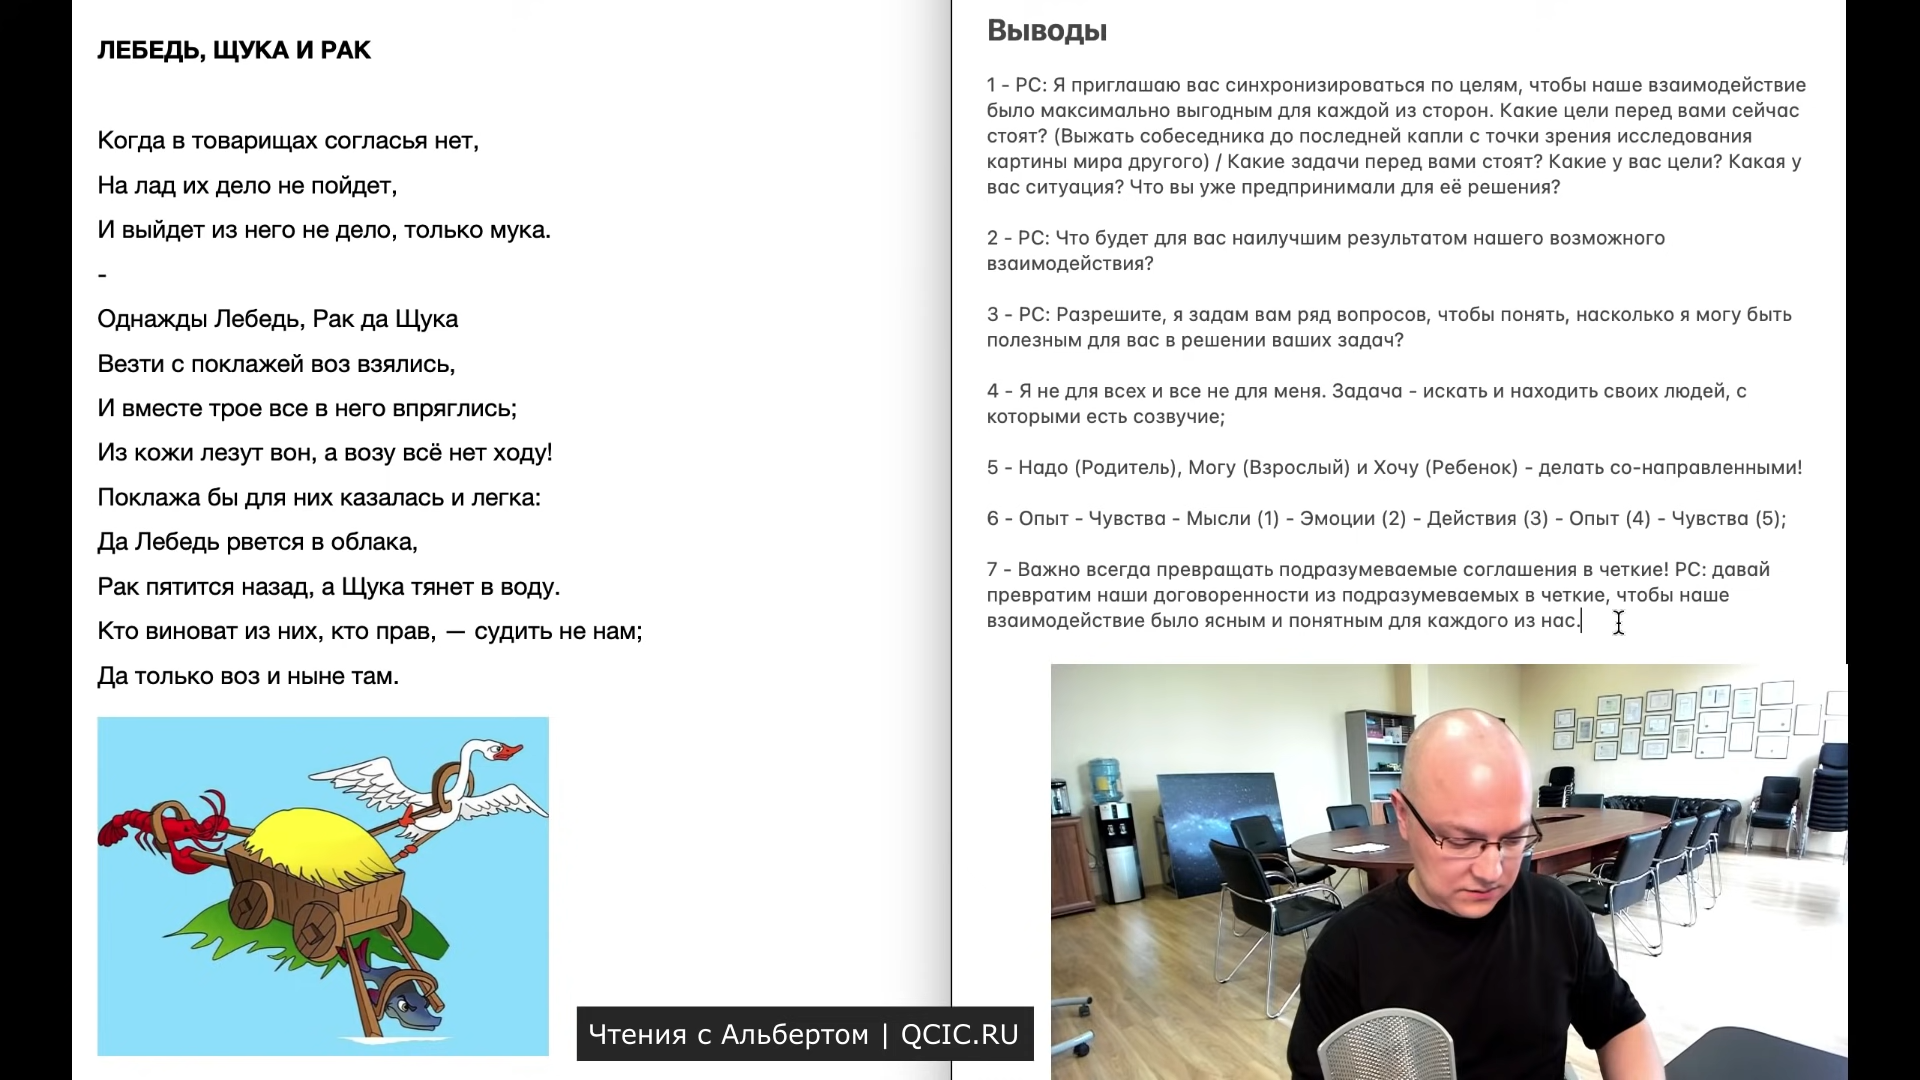 ЛЕБЕДЬ, ЩУКА И РАК
Когда в товарищах согласья нет,
На лад их дело не пойдет,
И выйдет из него не дело, только мука.
-
Однажды Лебедь, Рак да Щука
Везти с поклажей воз взялись,
И вместе трое все в него впряглись;
Из кожи лезут вон, а возу всё нет ходу!
Поклажа бы для них казалась и легка:
Да Лебедь рвется в облака,
Рак пятится назад, а Щука тянет в воду.
Кто виноват из них, кто прав, — судить не нам;
Да только воз и ныне там.
Выводы
1 - РС: Я приглашаю вас синхронизироваться по целям, чтобы наше взаимодействие
было максимально выгодным для каждой из сторон. Какие цели перед вами сейчас
стоят? (Выжать собеседника до последней капли с точки зрения исследования
картины мира другого) / Какие задачи перед вами стоят? Какие у вас цели? Какая у
вас ситуация? Что вы уже предпринимали для её решения?
2 - РС: Что будет для вас наилучшим результатом нашего возможного
взаимодействия?
3 - РС: Разрешите, я задам вам ряд вопросов, чтобы понять, насколько я могу быть
полезным для вас в решении ваших задач?
4 - Я не для всех и все не для меня. Задача - искать и находить своих людей, с
которыми есть созвучие;
5 - Надо (Родитель), Могу (Взрослый) и Хочу (Ребенок) - делать со-направленными!
6 - Опыт - Чувства - Мысли (1) - Эмоции (2) - Действия (3) - Опыт (4) - Чувства (5);
7 - Важно всегда превращать подразумеваемые соглашения в четкие! РС: давай
превратим наши договоренности из подразумеваемых в четкие, чтобы наше
взаимодействие было ясным и понятным для каждого из нас.
Чтения с Альбертом | QCIC.RU